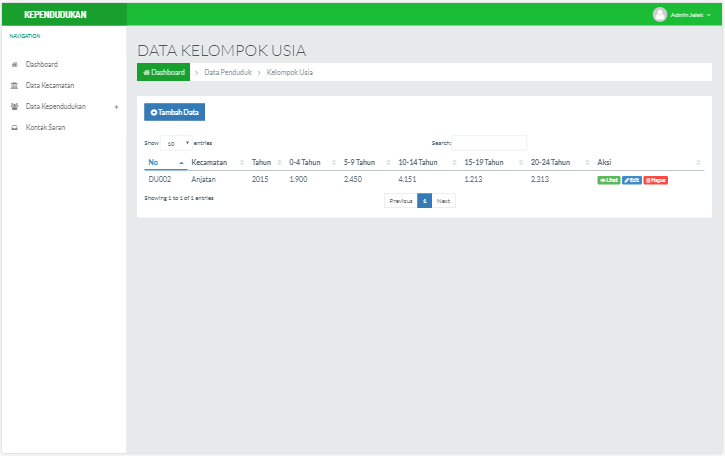 KEPENDUDUKAN
Admin Jelek
NAVIGATION
Dashboard
Data Kecamatan
Data Kependudukan +
Kontak Saran
DATA KELOMPOK USIA
Dashboard > Data Penduduk > Kelompok Usia
Tambah Data
Show 10 entries Search:
No Kecamatan Tahun 0-4 Tahun 5-9 Tahun 10-14 Tahun 15-19 Tahun 20-24 Tahun Aksi
DU002 Anjatan 2015 1.900 2.450 4.151 1.213 2.313 Lihat Edit Hapus
Showing 1 to 1 of 1 entries
Previous 1 Next